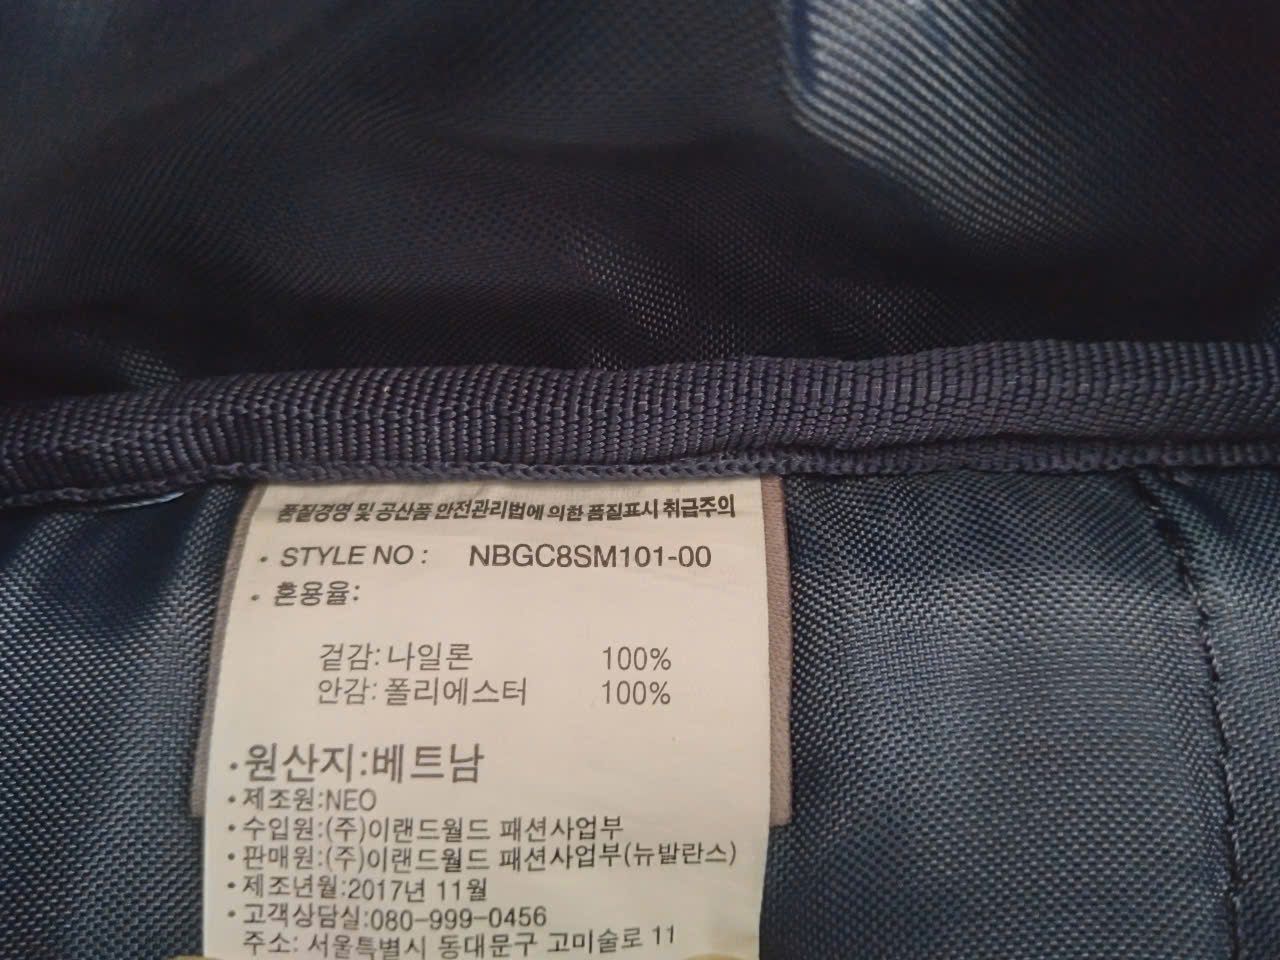 품질경영 및 공산품 안전관리법에 의한 품질표시 취급주의
• STYLE NO : NBGC8SM101-00
• 혼용율:
겉감: 나일론 100%
안감: 폴리에스터 100%
•원산지:베트남
•제조원:NEO
•수입원:(주)이랜드월드 패션사업부
•판매원:(주)이랜드월드 패션사업부(뉴발란스)
•제조년월:2017년 11월
•고객상담실:080-999-0456
주소: 서울특별시 동대문구 고미술로 11